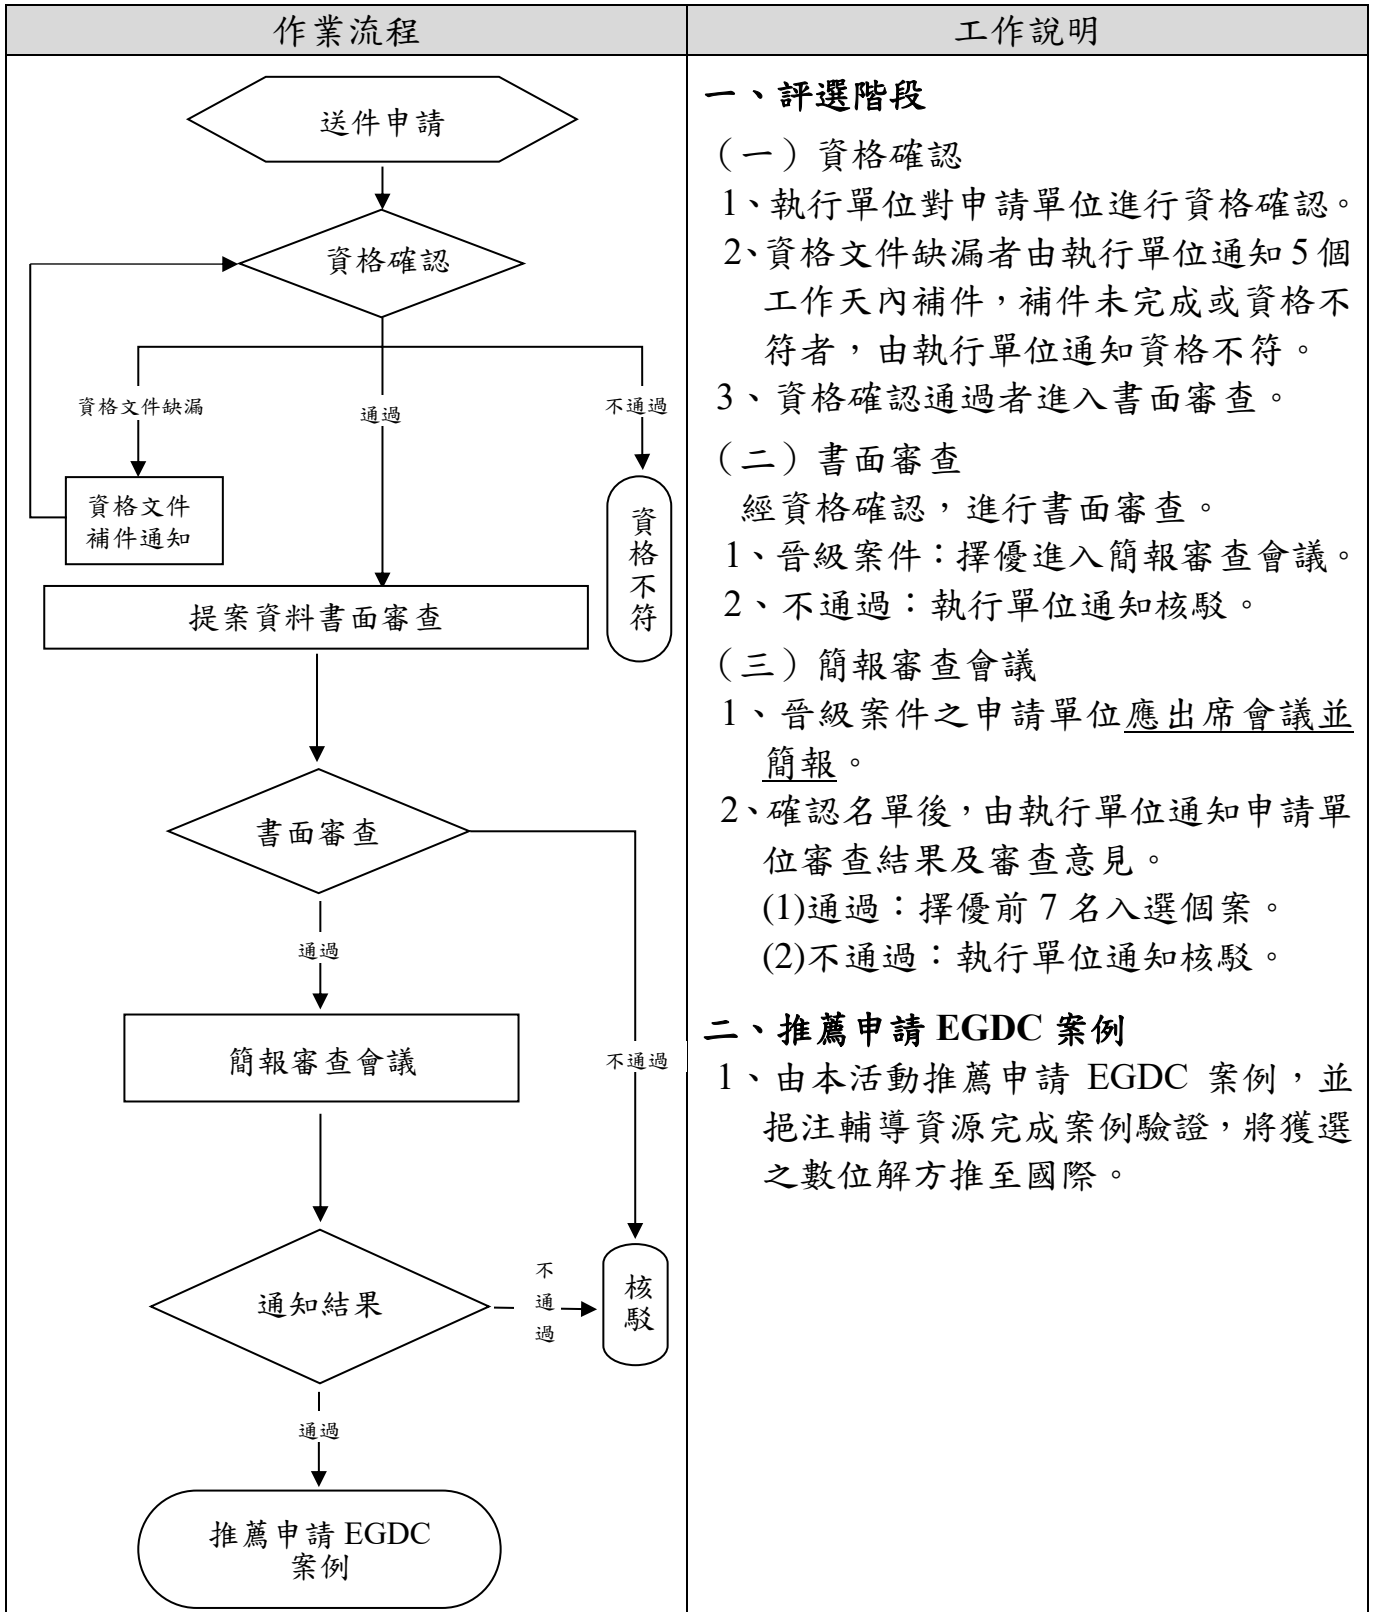 作業流程
工作說明
送件申請
資格確認
資格文件缺漏
通過
不通過
資格文件
補件通知
資格不符
提案資料書面審查
書面審查
通過
不通過
簡報審查會議
通知結果
不通過
核駁
通過
推薦申請 EGDC
案例
一、評選階段
（一）資格確認
1、執行單位對申請單位進行資格確認。
2、資格文件缺漏者由執行單位通知 5 個
工作天內補件，補件未完成或資格不
符者，由執行單位通知資格不符。
3、資格確認通過者進入書面審查。
（二）書面審查
經資格確認，進行書面審查。
1、晉級案件：擇優進入簡報審查會議。
2、不通過：執行單位通知核駁。
（三）簡報審查會議
1、晉級案件之申請單位應出席會議並
簡報。
2、確認名單後，由執行單位通知申請單
位審查結果及審查意見。
(1)通過：擇優前 7 名入選個案。
(2)不通過：執行單位通知核駁。
二、推薦申請 EGDC 案例
1、由本活動推薦申請 EGDC 案例，並
挹注輔導資源完成案例驗證，將獲選
之數位解方推至國際。